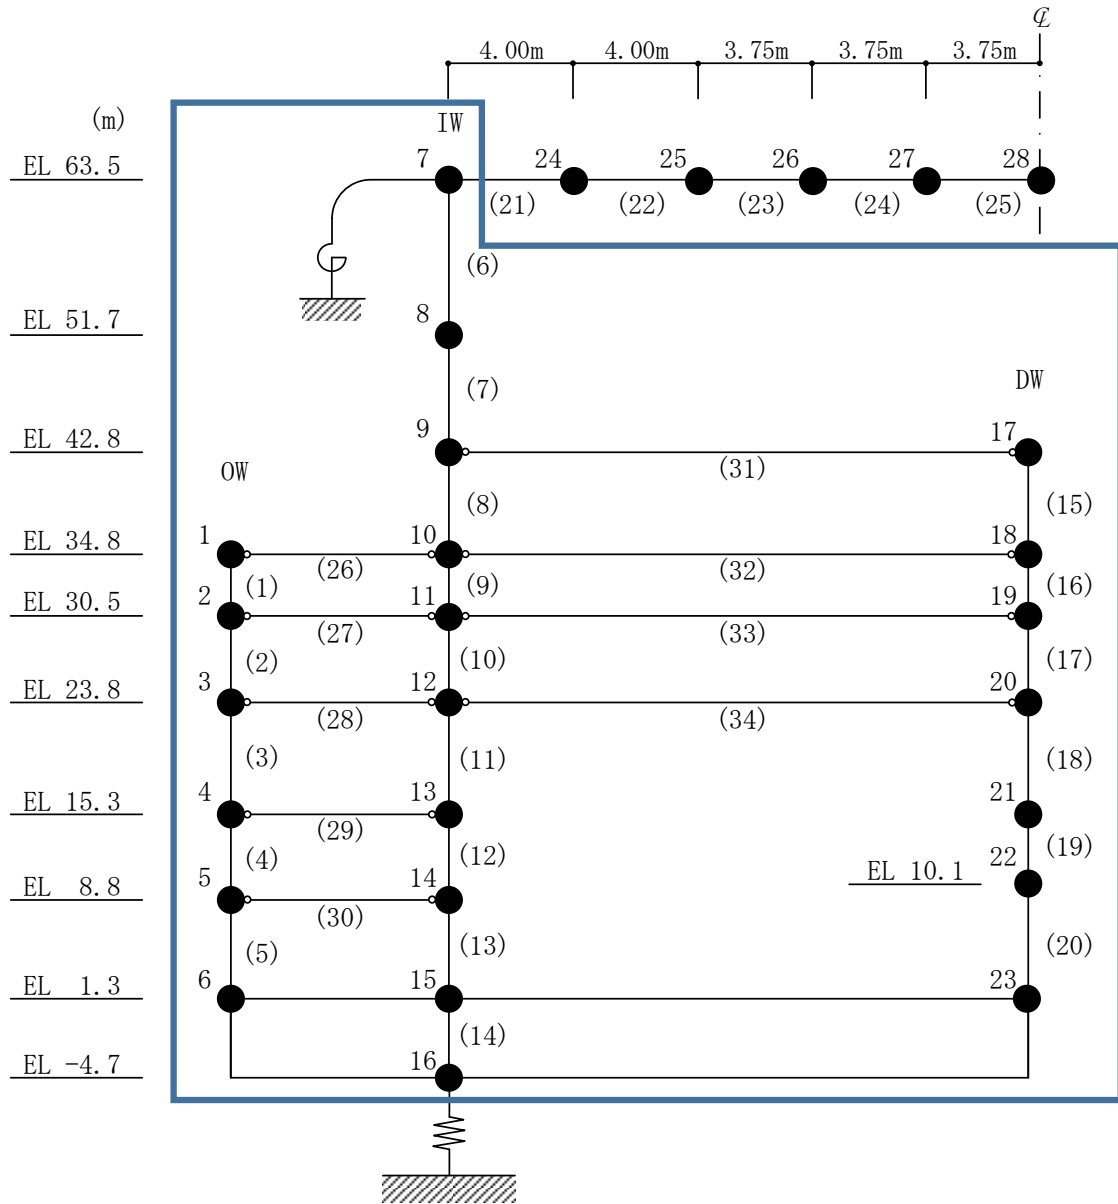 ℄
4.00m 4.00m 3.75m 3.75m 3.75m
(m)
IW
EL 63.5 7 24 25 26 27 28
(21) (22) (23) (24) (25)
(6)
EL 51.7 8
(7)
DW
EL 42.8 9 17
(31)
OW
(8) (15)
EL 34.8 1 10 18
(26) (32)
(1) (9) (16)
EL 30.5 2 11 19
(27) (33)
(2) (10) (17)
EL 23.8 3 12 20
(28) (34)
(3) (11) (18)
EL 15.3 4 13 21
(29)
(4) (12) (19)
EL 8.8 5 14 EL 10.1 22
(30)
(5) (13) (20)
EL 1.3 6 15 23
(14)
EL -4.7 16